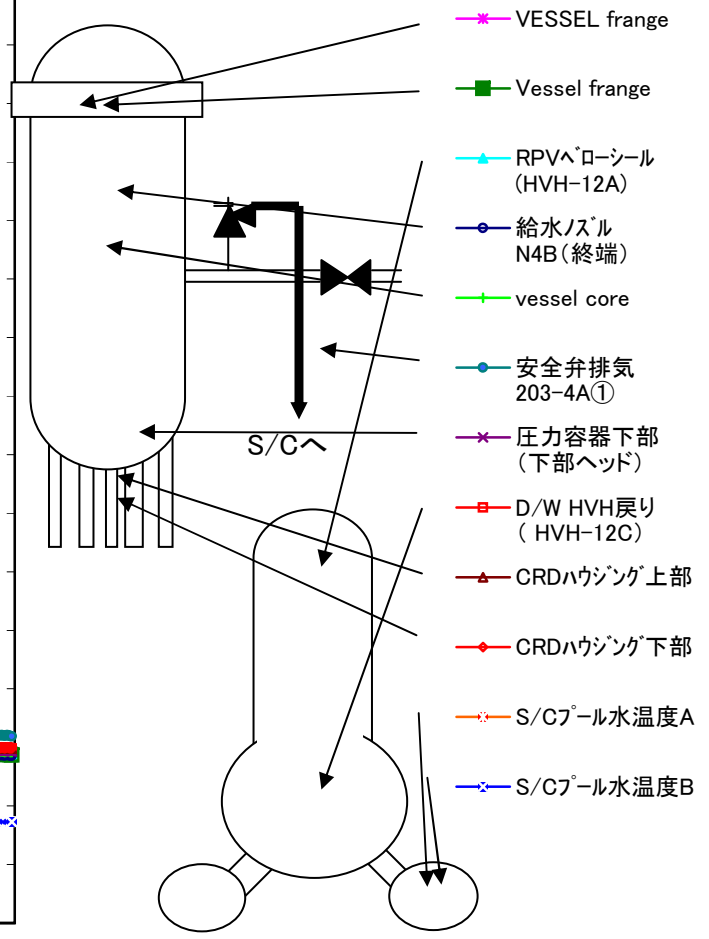 VESSEL frange
Vessel frange
RPVベローシール
(HVH-12A)
給水ノズル
N4B(終端)
vessel core
安全弁排気
203-4A①
S/Cへ
圧力容器下部
(下部ヘッド)
D/W HVH戻り
( HVH-12C)
CRDハウジング上部
CRDハウジング下部
S/Cプール水温度A
S/Cプール水温度B